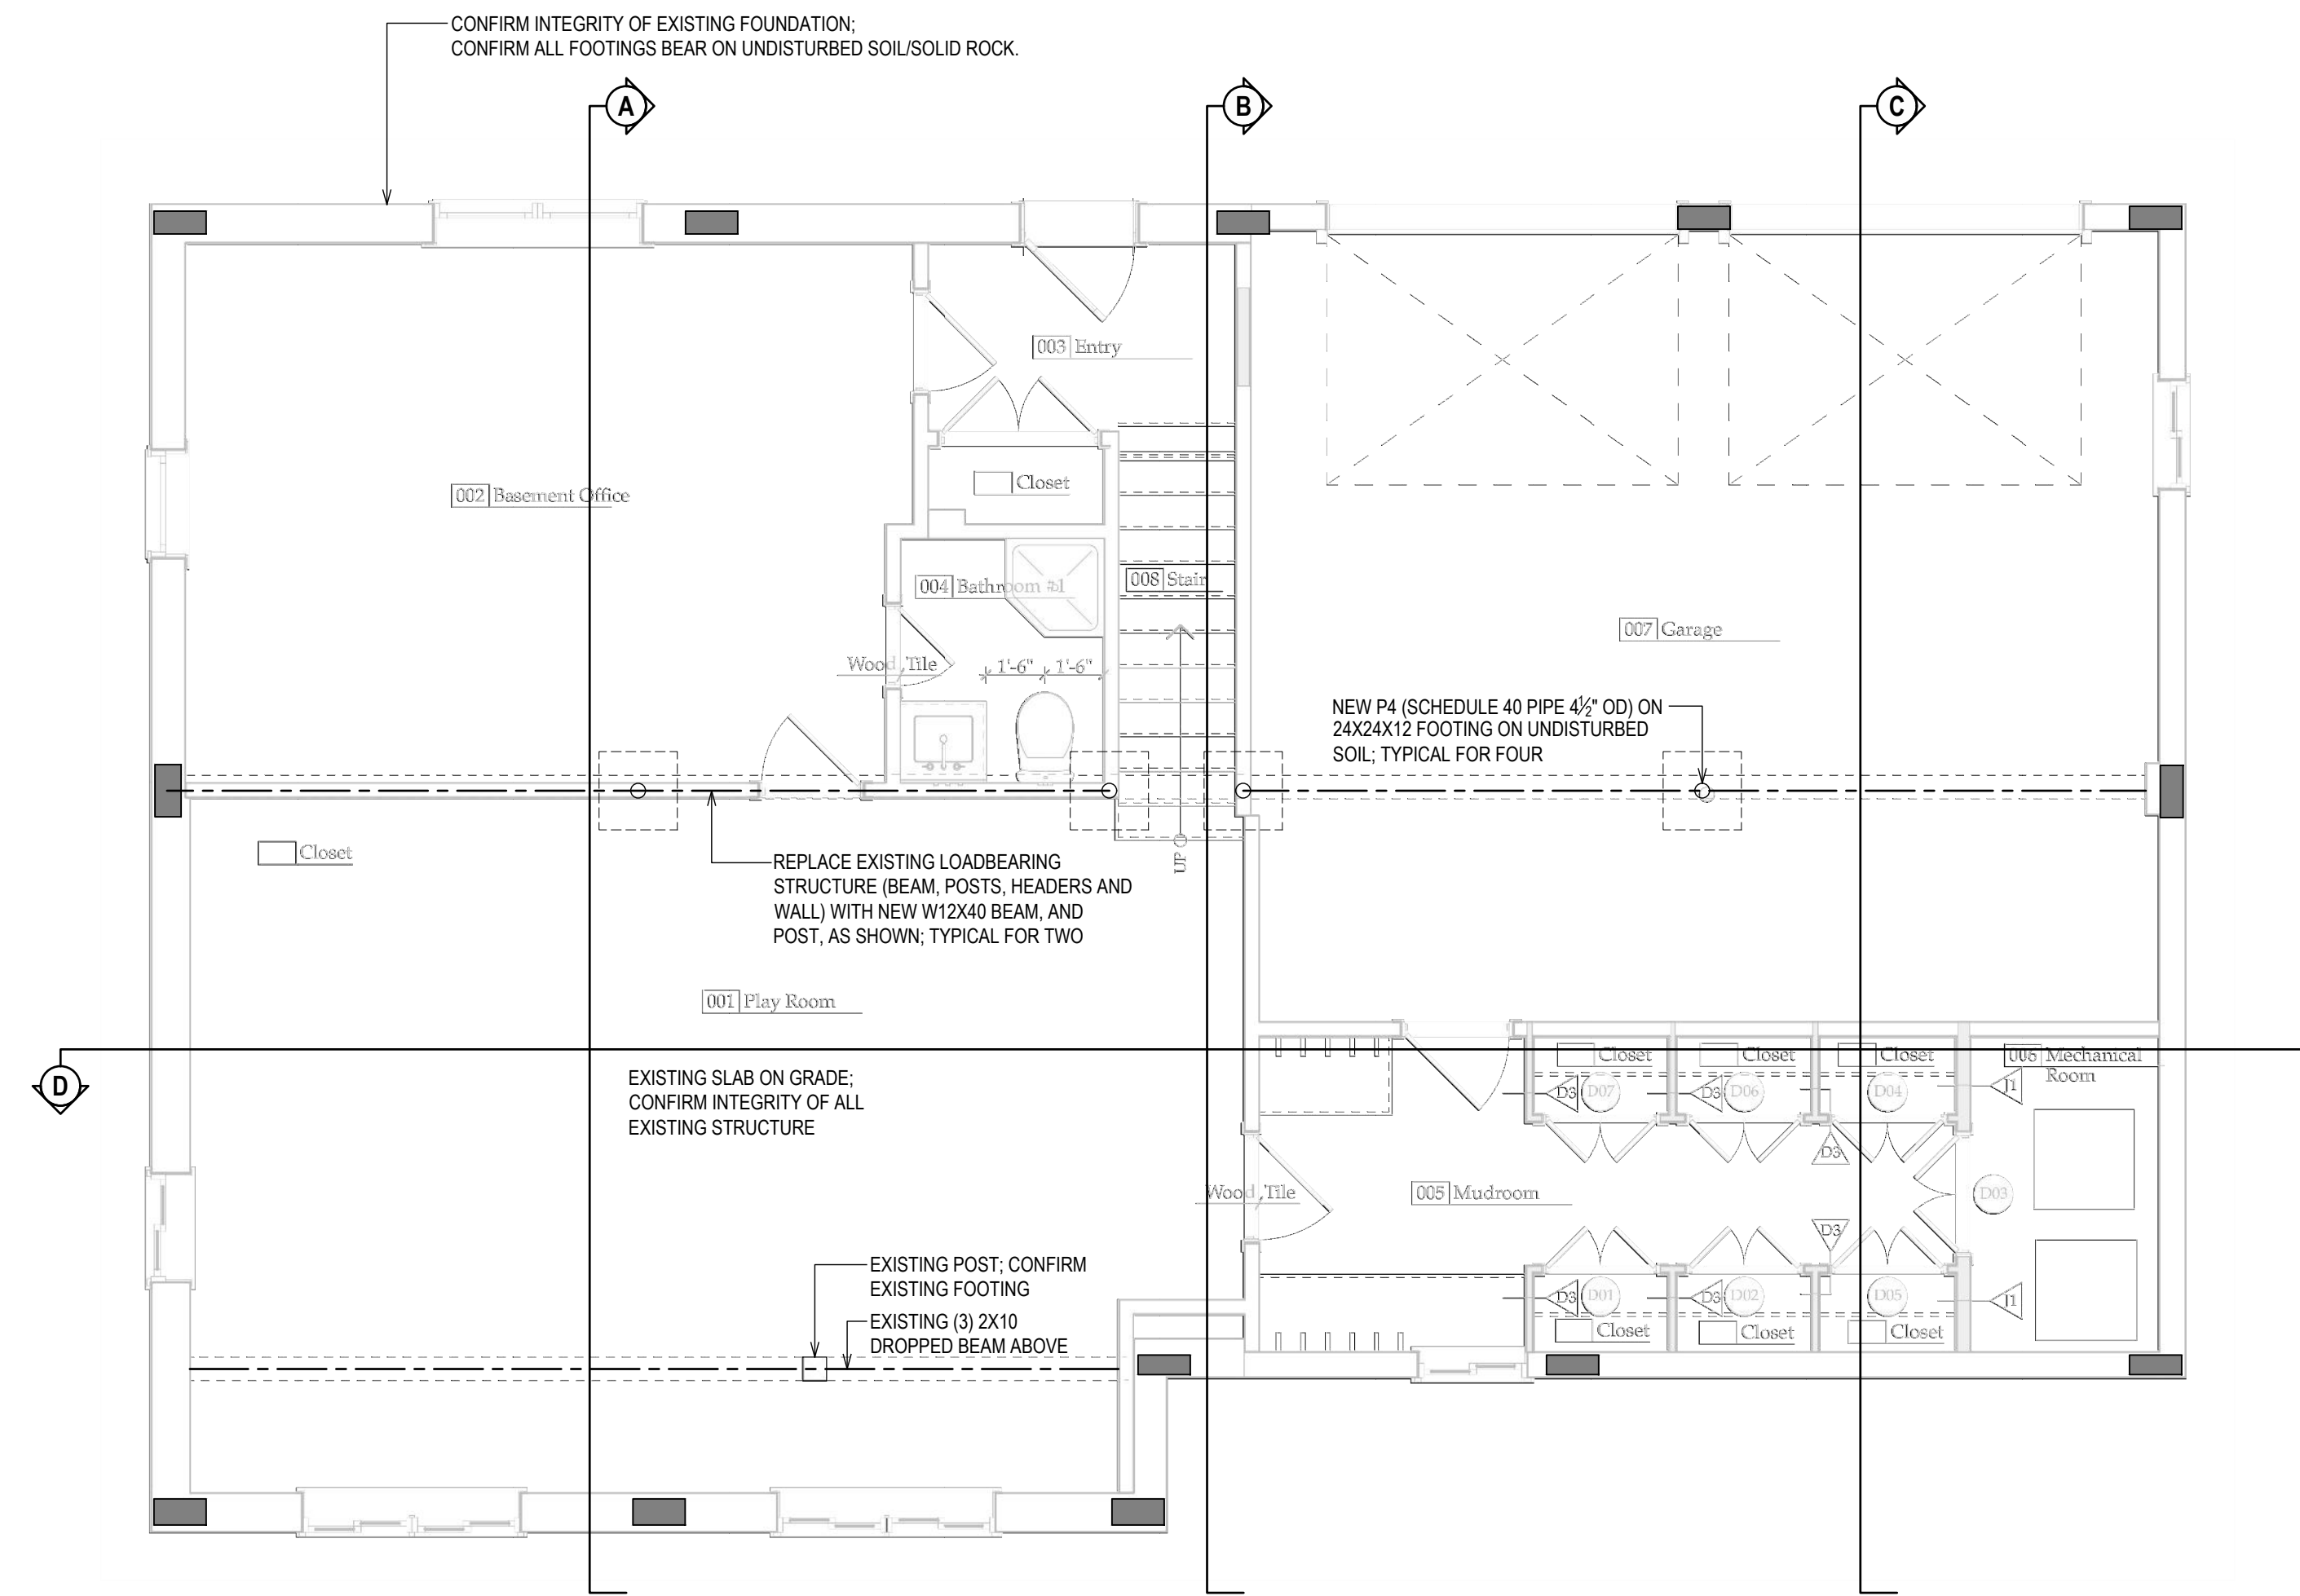 CONFIRM INTEGRITY OF EXISTING FOUNDATION;
CONFIRM ALL FOOTINGS BEAR ON UNDISTURBED SOIL/SOLID ROCK.
A
B
C
003 Entry
Closet
002 Basement Office
004 Bathroom #1
008 Stair
007 Garage
Wood
Tile
1'-6"
1'-6"
NEW P4 (SCHEDULE 40 PIPE 4½" OD) ON
24X24X12 FOOTING ON UNDISTURBED
SOIL; TYPICAL FOR FOUR
Closet
UP
REPLACE EXISTING LOADBEARING
STRUCTURE (BEAM, POSTS, HEADERS AND
WALL) WITH NEW W12X40 BEAM, AND
POST, AS SHOWN; TYPICAL FOR TWO
001 Play Room
D
EXISTING SLAB ON GRADE;
CONFIRM INTEGRITY OF ALL
EXISTING STRUCTURE
Closet
Closet
Closet
006 Mechanical
Room
D3
D07
D3
D06
D04
J1
D3
Wood
Tile
005 Mudroom
D03
D3
EXISTING POST; CONFIRM
EXISTING FOOTING
EXISTING (3) 2X10
DROPPED BEAM ABOVE
D3
D01
D3
D02
D05
J1
Closet
Closet
Closet